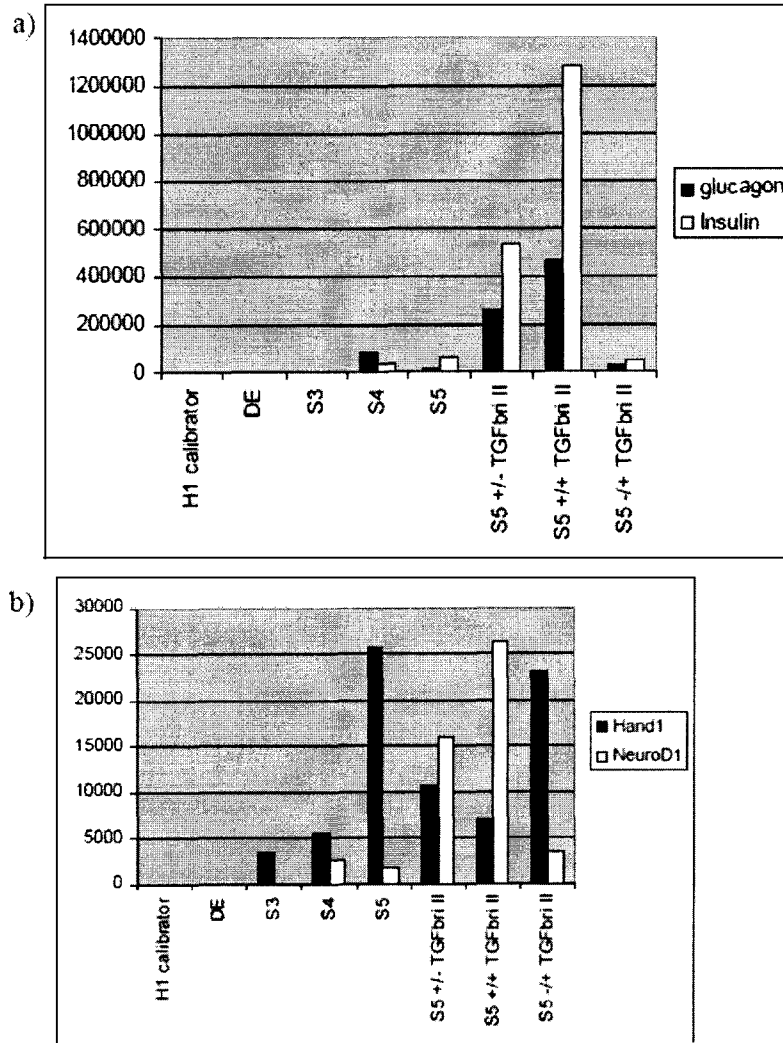 a)
1400000
1200000
1000000
800000
600000
400000
200000
0
H1 calibrator
DE
S3
S4
S5
S5 +/- TGFbri II
S5 +/+ TGFbri II
S5 -/+ TGFbri II
glucagon
Insulin
b)
30000
25000
20000
15000
10000
5000
0
H1 calibrator
DE
S3
S4
S5
S5 +/- TGFbri II
S5 +/+ TGFbri II
S5 -/+ TGFbri II
Hand1
NeuroD1